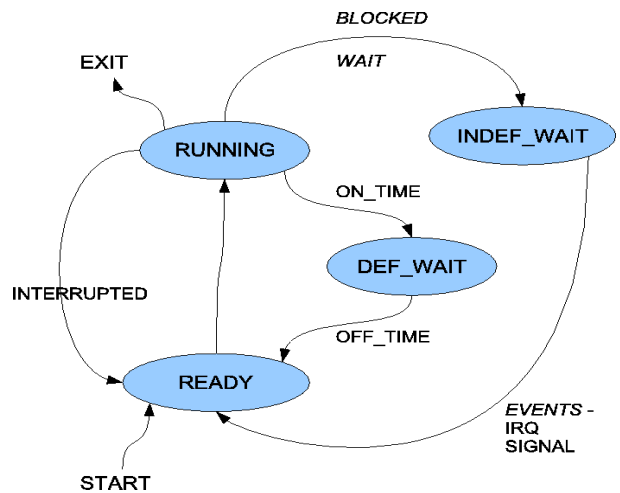 BLOCKED
EXIT
WAIT
RUNNING
INDEF_WAIT
ON_TIME
DEF_WAIT
INTERRUPTED
OFF_TIME
READY
EVENTS -
IRQ
SIGNAL
START